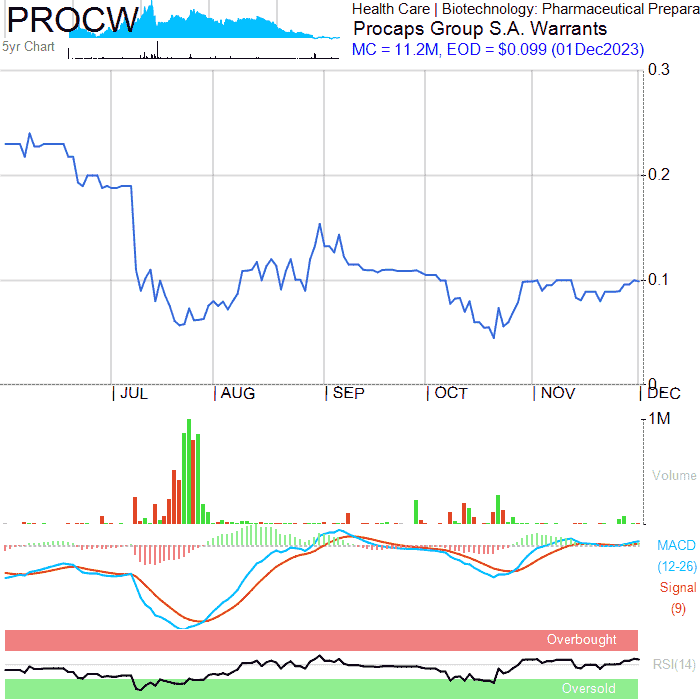 PROCW
5yr Chart
Health Care | Biotechnology: Pharmaceutical Prepara
Procaps Group S.A. Warrants
MC = 11.2M, EOD = $0.099 (01Dec2023)
0.3
0.2
0.1
0
JUL AUG SEP OCT NOV DEC
1M
Volume
MACD
(12-26)
Signal
(9)
Overbought
RSI(14)
Oversold